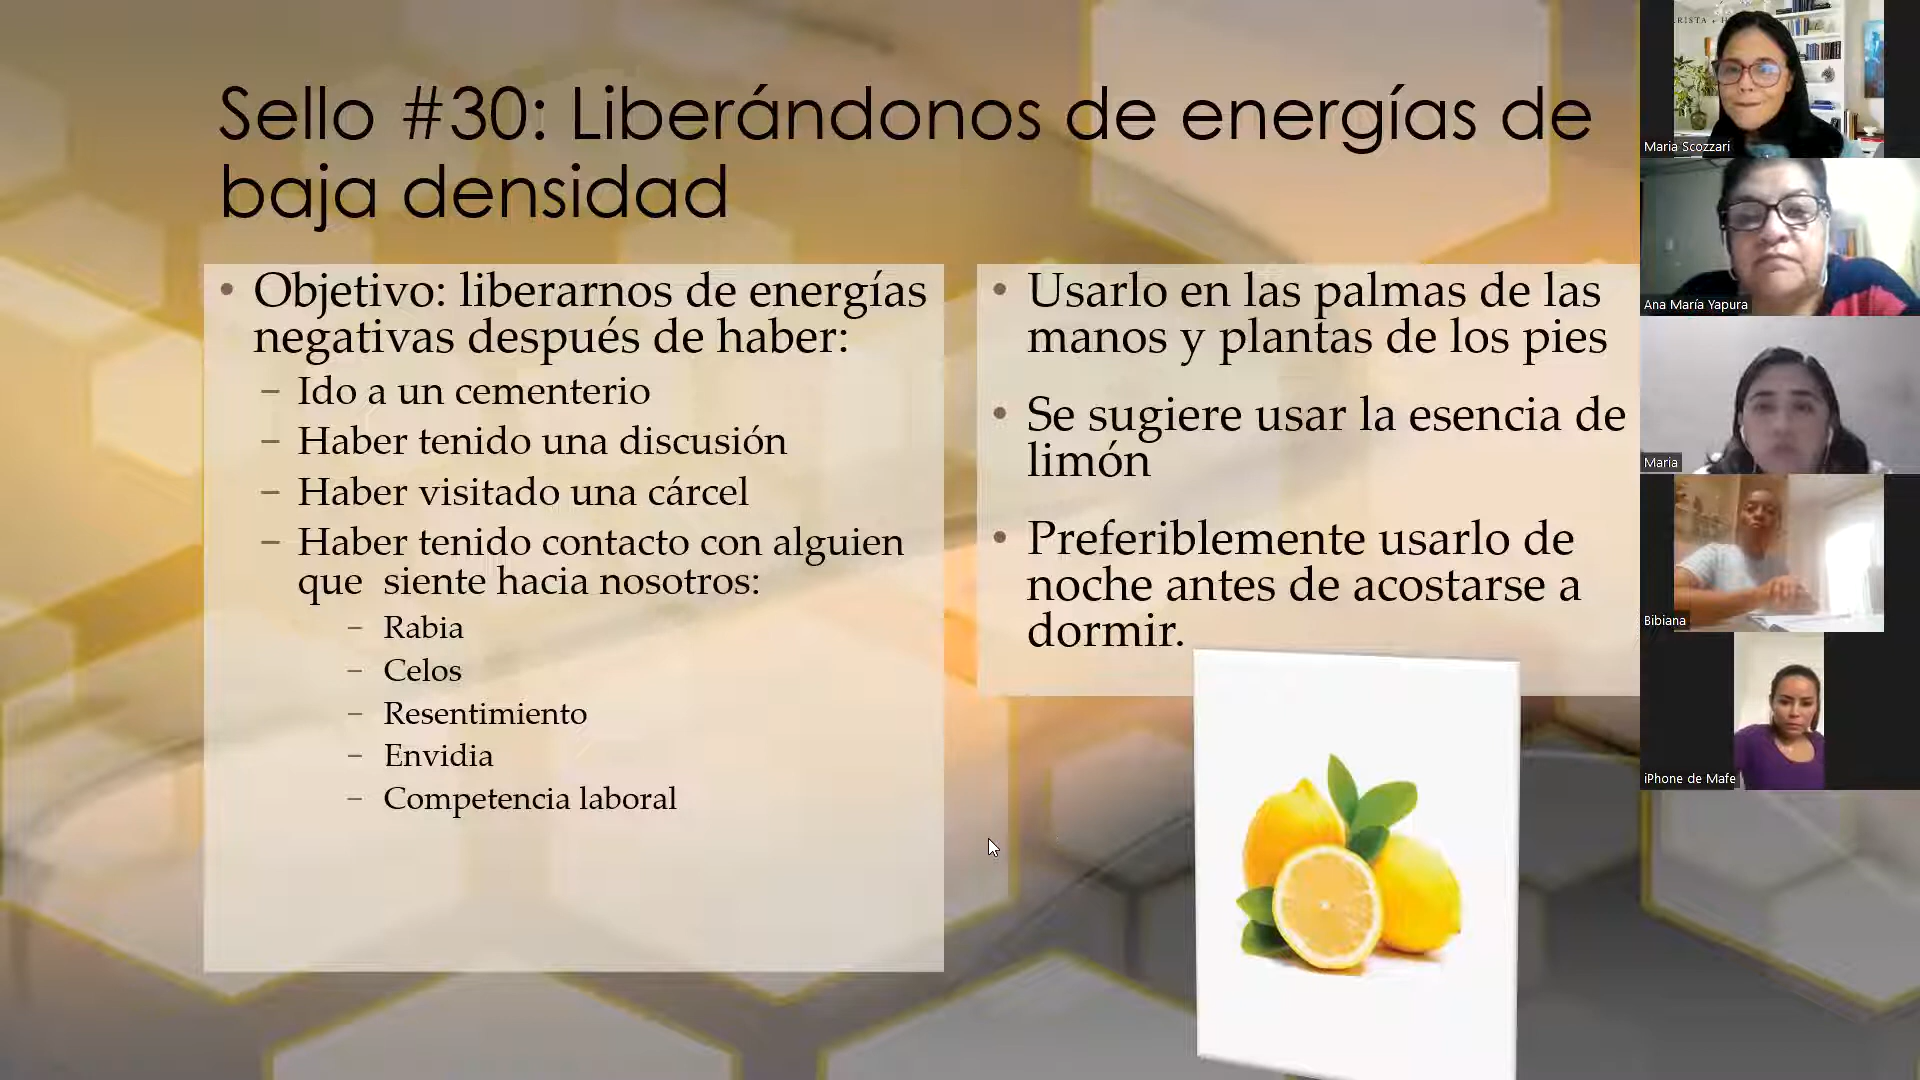 Sello #30: Liberándonos de energías de
baja densidad
• Objetivo: liberarnos de energías
negativas después de haber:
– Ido a un cementerio
– Haber tenido una discusión
– Haber visitado una cárcel
– Haber tenido contacto con alguien
que siente hacia nosotros:
– Rabia
– Celos
– Resentimiento
– Envidia
– Competencia laboral
• Usarlo en las palmas de las
manos y plantas de los pies
• Se sugiere usar la esencia de
limón
• Preferiblemente usarlo de
noche antes de acostarse a
dormir.
Maria Scozzari
Ana María Yapura
Maria
Bibiana
iPhone de Mafe